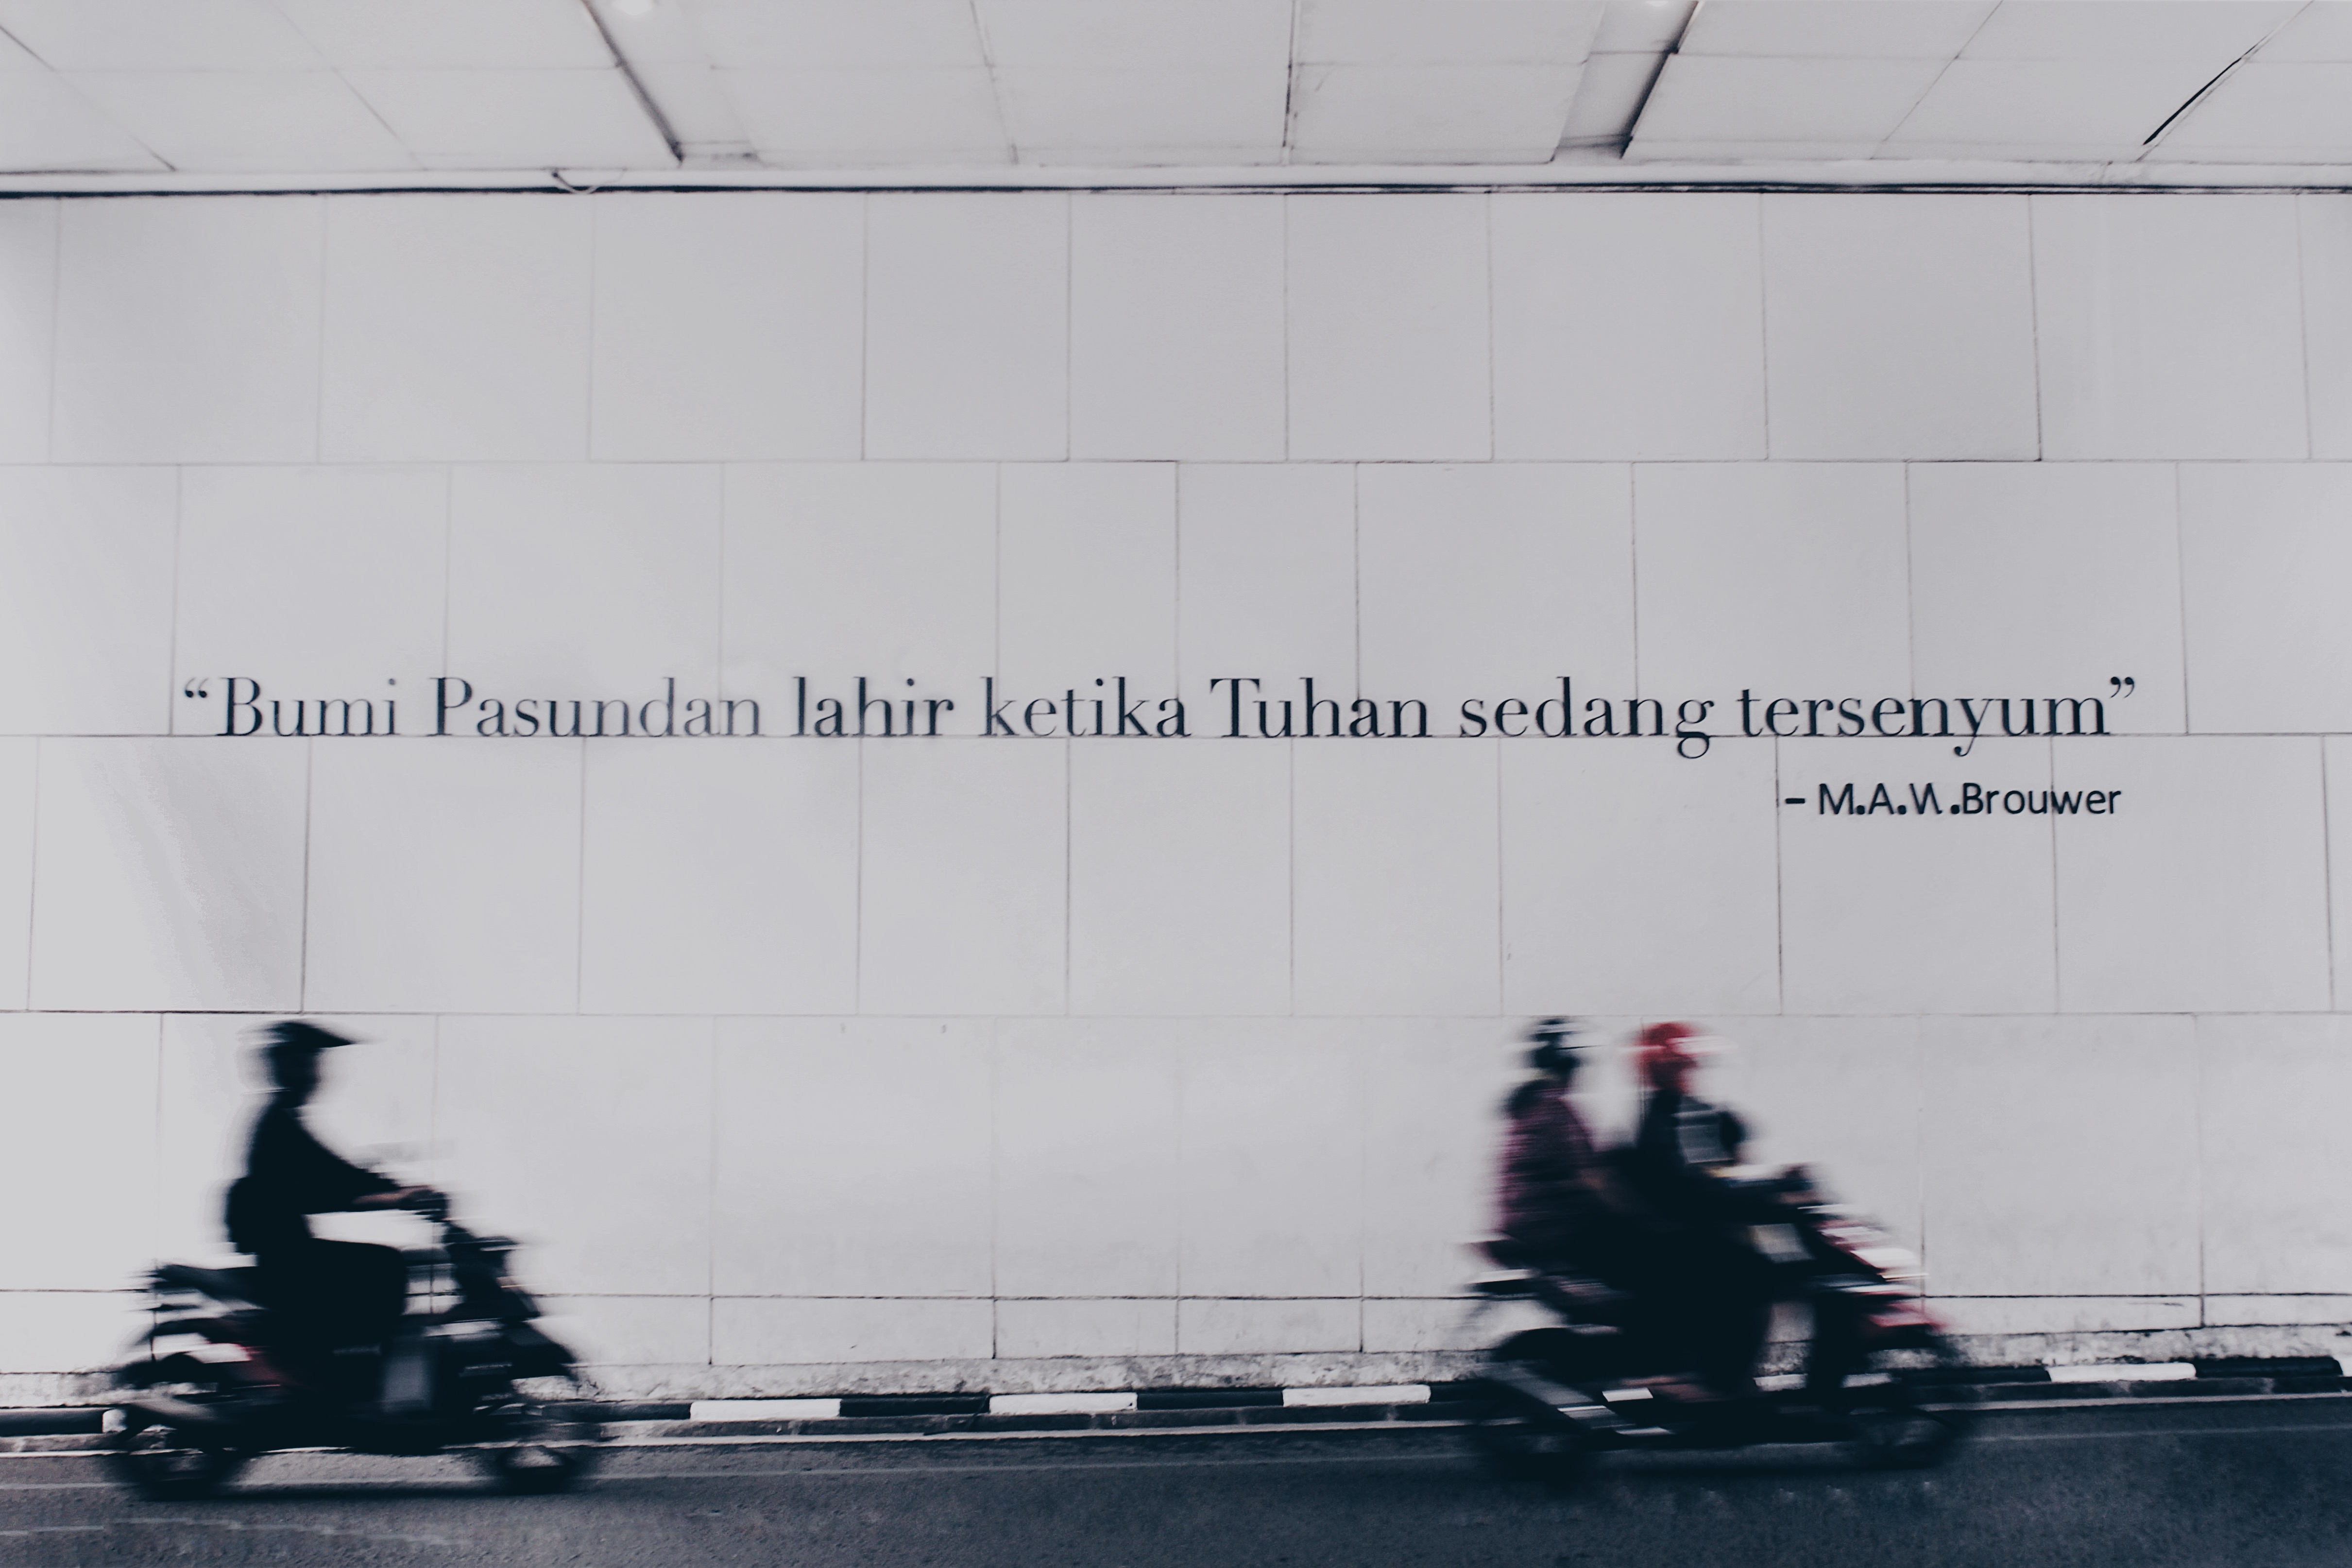 “Bumi Pasundan lahir ketika Tuhan sedang tersenyum”
– M.A.W.Brouwer